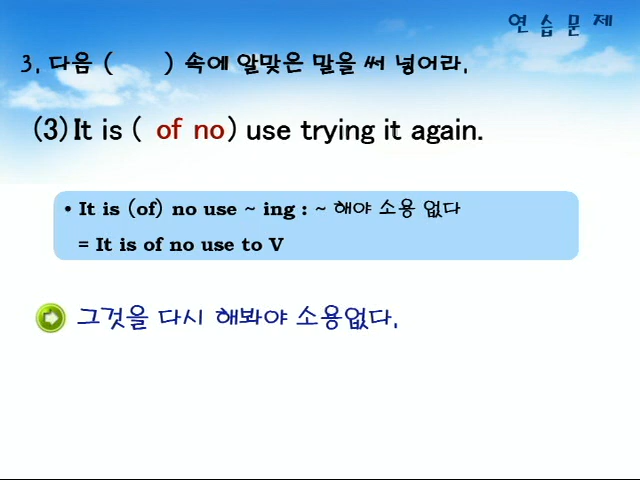 연 습 문 제
3. 다음 (      ) 속에 알맞은 말을 써 넣어라.
(3) It is ( of no ) use trying it again.
• It is (of) no use ~ ing : ~ 해야 소용 없다
= It is of no use to V
그것을 다시 해봐야 소용없다.